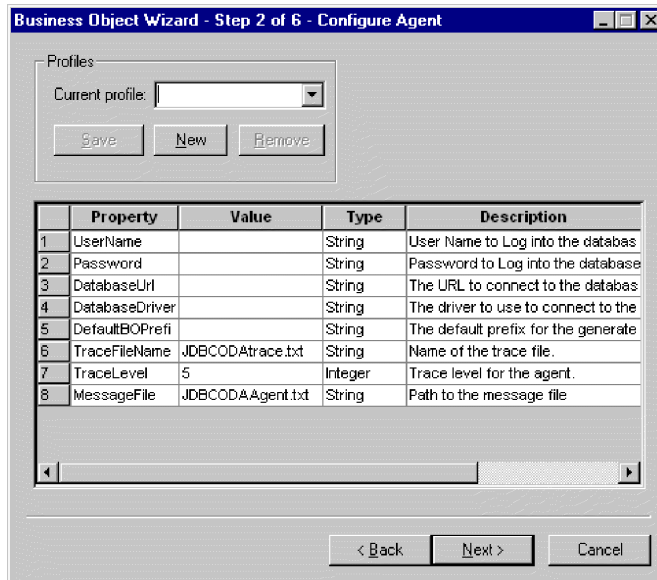 Business Object Wizard - Step 2 of 6 - Configure Agent
Profiles
Current profile:
Save New Remove
Property Value Type Description
1 UserName String User Name to Log into the databas
2 Password String Password to Log into the database
3 DatabaseUrl String The URL to connect to the databas
4 DatabaseDriver String The driver to use to connect to the
5 DefaultBOPrefi String The default prefix for the generate
6 TraceFileName JDBCODAtrace.txt String Name of the trace file.
7 TraceLevel 5 Integer Trace level for the agent.
8 MessageFile JDBCODAAgent.txt String Path to the message file
< Back Next > Cancel